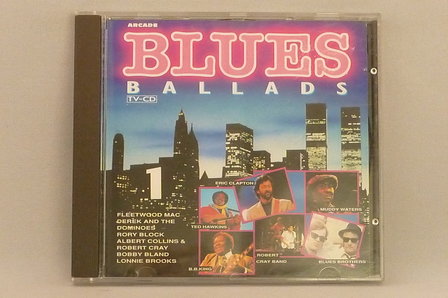 ARCADE
BLUES
BALLADS
TV-CD
1
ERIC CLAPTON
MUDDY WATERS
TED HAWKINS
FLEETWOOD MAC
DEREK AND THE
DOMINOES
RORY BLOCK
ALBERT COLLINS &
ROBERT CRAY
BOBBY BLAND
LONNIE BROOKS
B.B.KING
ROBERT
CRAY BAND
BLUES BROTHERS